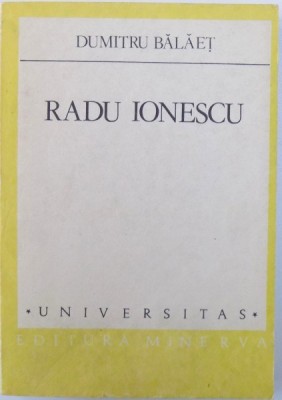 DUMITRU BĂLĂEȚ
RADU IONESCU
• UNIVERSITAS •
EDITURA MINERVA